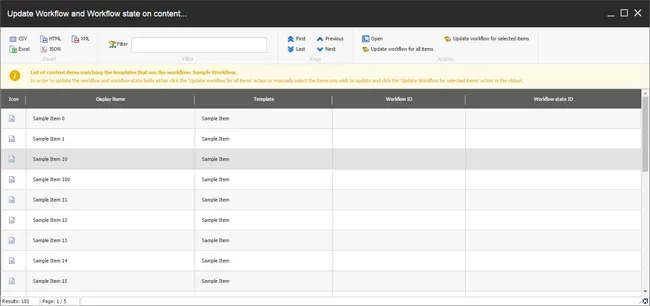 Update Workflow and Workflow state on content...
CSV HTML XML
Excel JSON
Export
Filter
Filter
First Previous
Last Next
Page
Open Update workflow for selected items
Update workflow for all items
Actions
List of content items matching the templates that use the workflow: Sample Workflow.
In order to update the workflow and workflow state fields either click the 'Update workflow for all items' action or manually select the items you wish to update and click the 'Update Workflow for selected items' action in the ribbon.
Icon Display Name Template Workflow ID Workflow state ID
Sample Item 0 Sample Item
Sample Item 1 Sample Item
Sample Item 10 Sample Item
Sample Item 100 Sample Item
Sample Item 11 Sample Item
Sample Item 12 Sample Item
Sample Item 13 Sample Item
Sample Item 14 Sample Item
Sample Item 15 Sample Item
Results: 101 Page: 1 / 5